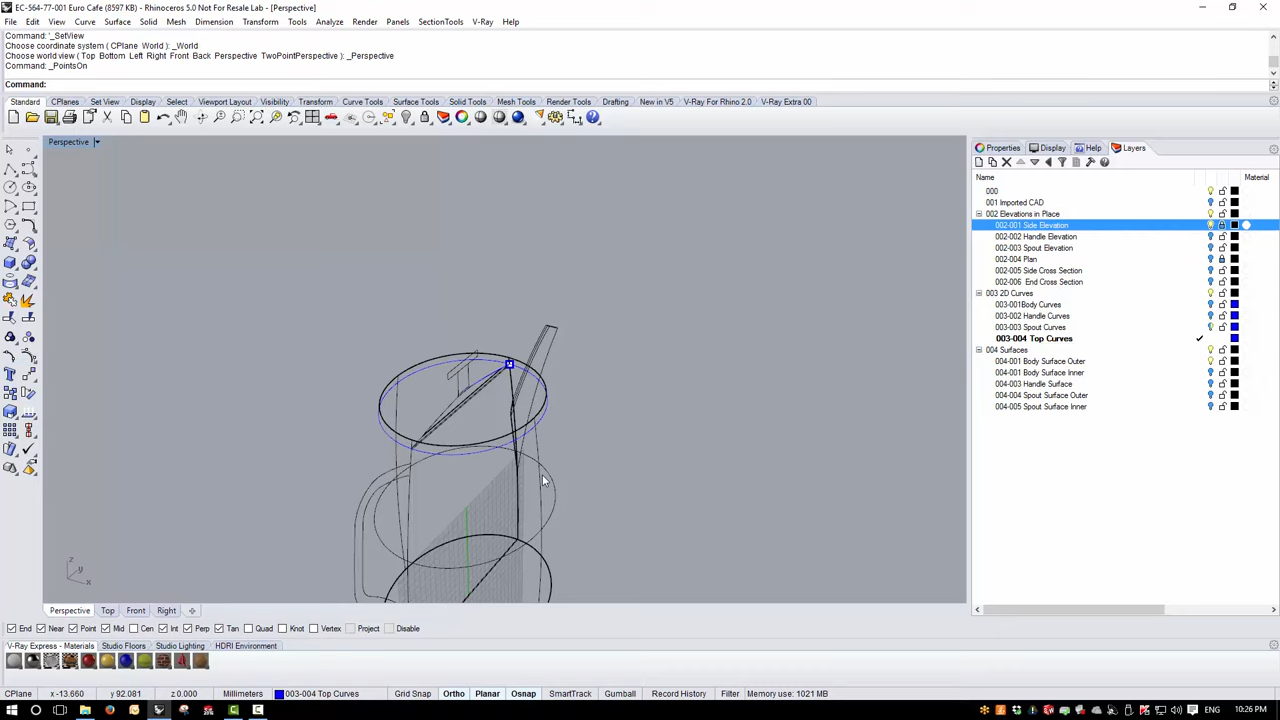 EC-564-77-001 Euro Cafe (8597 KB) - Rhinoceros 5.0 Not For Resale Lab - [Perspective]
File Edit View Curve Surface Solid Mesh Dimension Transform Tools Analyze Render Panels SectionTools V-Ray Help
Command: '_SetView
Choose coordinate system ( CPlane World ): _World
Choose world view ( Top Bottom Left Right Front Back Perspective TwoPointPerspective ): _Perspective
Command: _PointsOn
Command:
Standard CPlanes Set View Display Select Viewport Layout Visibility Transform Curve Tools Surface Tools Solid Tools Mesh Tools Render Tools Drafting New in V5 V-Ray For Rhino 2.0 V-Ray Extra 00
Perspective
Properties Display Help Layers
Name Material
000
001 Imported CAD
002 Elevations in Place
002-001 Side Elevation
002-002 Handle Elevation
002-003 Spout Elevation
002-004 Plan
002-005 Side Cross Section
002-006 End Cross Section
003 2D Curves
003-001Body Curves
003-002 Handle Curves
003-003 Spout Curves
003-004 Top Curves
004 Surfaces
004-001 Body Surface Outer
004-001 Body Surface Inner
004-003 Handle Surface
004-004 Spout Surface Outer
004-005 Spout Surface Inner
z
y
x
Perspective Top Front Right
End Near Point Mid Cen Int Perp Tan Quad Knot Vertex Project Disable
V-Ray Express - Materials Studio Floors Studio Lighting HDRI Environment
CPlane x -13.660 y 92.081 z 0.000 Millimeters 003-004 Top Curves Grid Snap Ortho Planar Osnap SmartTrack Gumball Record History Filter Memory use: 1021 MB
ENG 10:26 PM